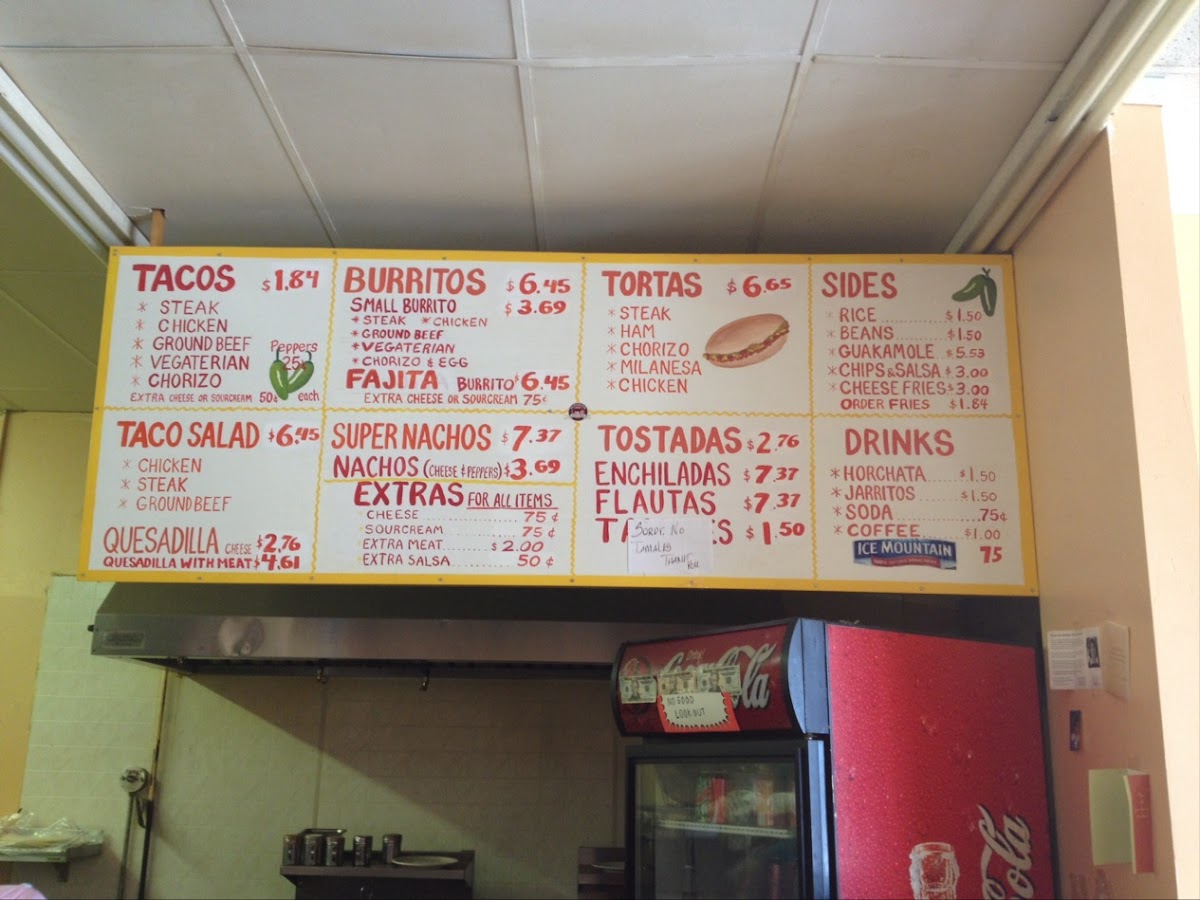 TACOS $1.84
* STEAK
* CHICKEN
* GROUND BEEF
* VEGATERIAN
* CHORIZO
Peppers
25¢
each
EXTRA CHEESE OR SOURCREAM 50¢
BURRITOS $6.45
SMALL BURRITO $3.69
* STEAK * CHICKEN
* GROUND BEEF
* VEGATERIAN
* CHORIZO & EGG
FAJITA BURRITO $6.45
EXTRA CHEESE OR SOURCREAM 75¢
TORTAS $6.65
* STEAK
* HAM
* CHORIZO
* MILANESA
* CHICKEN
SIDES
* RICE $1.50
* BEANS $1.50
* GUAKAMOLE $5.53
* CHIPS & SALSA $3.00
* CHEESE FRIES $3.00
ORDER FRIES $1.84
TACO SALAD $6.45
* CHICKEN
* STEAK
* GROUND BEEF
QUESADILLA CHEESE $2.76
QUESADILLA WITH MEAT $4.61
SUPER NACHOS $7.37
NACHOS (CHEESE & PEPPERS) $3.69
EXTRAS FOR ALL ITEMS
CHEESE 75¢
SOURCREAM 75¢
EXTRA MEAT $2.00
EXTRA SALSA 50¢
TOSTADAS $2.76
ENCHILADAS $7.37
FLAUTAS $7.37
$1.50
Sorry, No
Tamales
DRINKS
* HORCHATA $1.50
* JARRITOS $1.50
* SODA 75¢
* COFFEE $1.00
ICE MOUNTAIN 75
Coca-Cola
NO GOOD
LOOK OUT
Cola